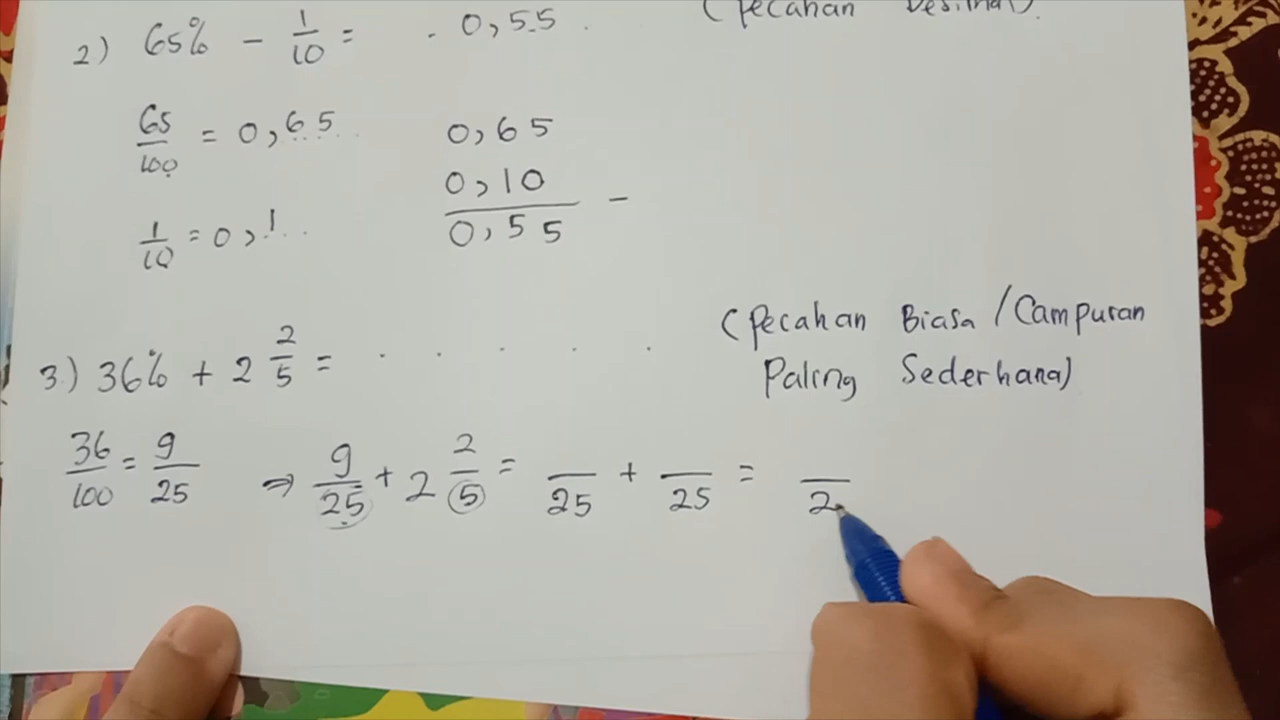 (Pecahan Desimal).
2) 65% - 1/10 = . 0,55 .
65/100 = 0,65...
0,65
0,10
1/10 = 0,1...
0,55 -
(Pecahan Biasa / Campuran
3.) 36% + 2 2/5 = . . . . .
Paling Sederhana)
36/100 = 9/25 => 9/25 + 2 2/5 = /25 + /25 = /2